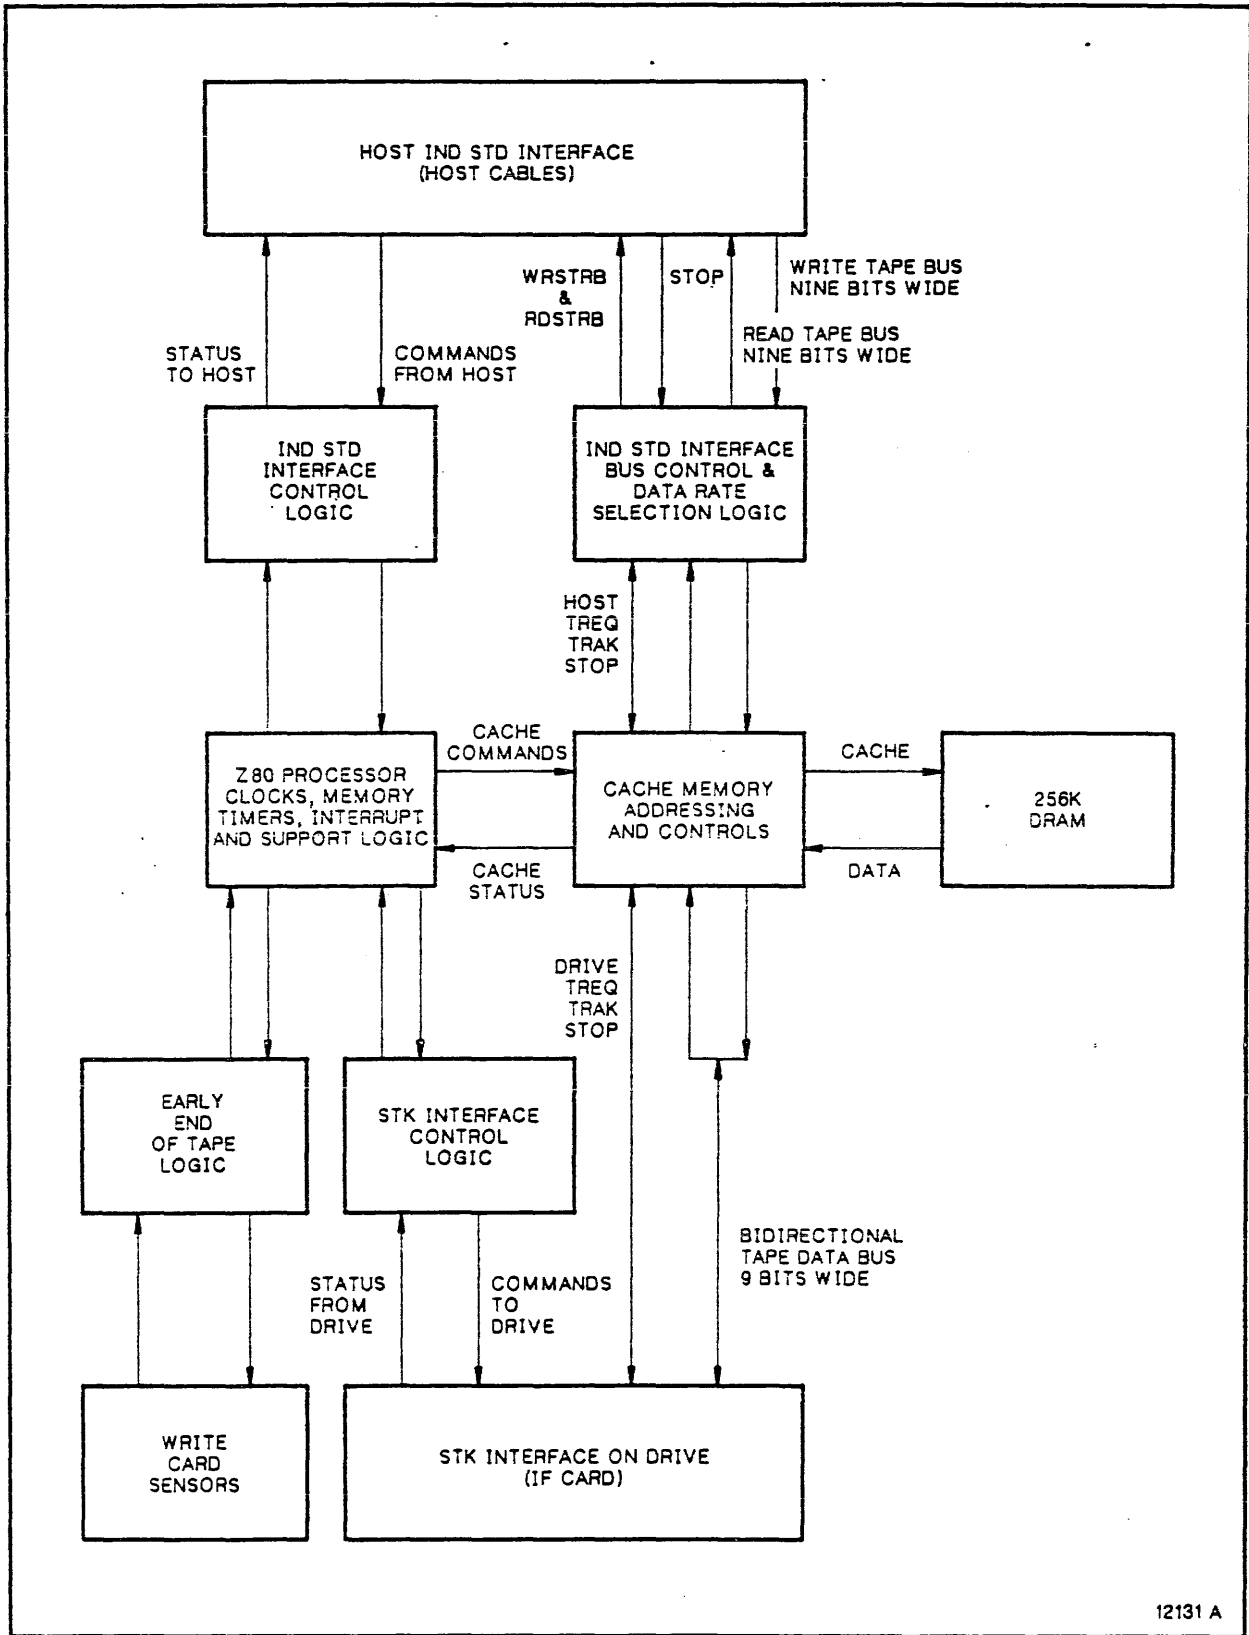 HOST IND STD INTERFACE
(HOST CABLES)
WRSTRB
&
RDSTRB
STOP
WRITE TAPE BUS
NINE BITS WIDE
READ TAPE BUS
NINE BITS WIDE
STATUS
TO HOST
COMMANDS
FROM HOST
IND STD
INTERFACE
CONTROL
LOGIC
IND STD INTERFACE
BUS CONTROL &
DATA RATE
SELECTION LOGIC
HOST
TREQ
TRAK
STOP
Z80 PROCESSOR
CLOCKS, MEMORY
TIMERS, INTERRUPT
AND SUPPORT LOGIC
CACHE
COMMANDS
CACHE
STATUS
CACHE MEMORY
ADDRESSING
AND CONTROLS
CACHE
DATA
256K
DRAM
DRIVE
TREQ
TRAK
STOP
EARLY
END
OF TAPE
LOGIC
STK INTERFACE
CONTROL
LOGIC
STATUS
FROM
DRIVE
COMMANDS
TO
DRIVE
BIDIRECTIONAL
TAPE DATA BUS
9 BITS WIDE
WRITE
CARD
SENSORS
STK INTERFACE ON DRIVE
(IF CARD)
12131 A